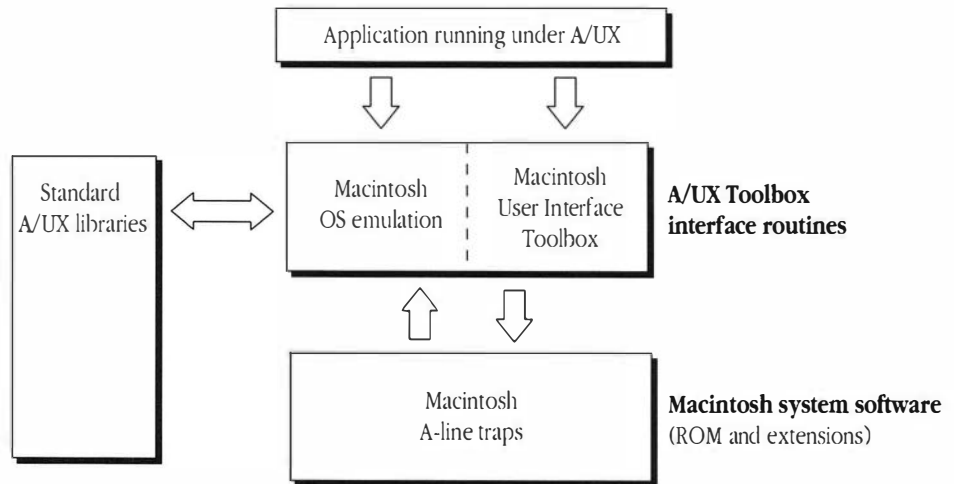 Application running under A/UX
Standard
A/UX libraries
Macintosh
OS emulation
Macintosh
User Interface
Toolbox
A/UX Toolbox
interface routines
Macintosh
A-line traps
Macintosh system software
(ROM and extensions)